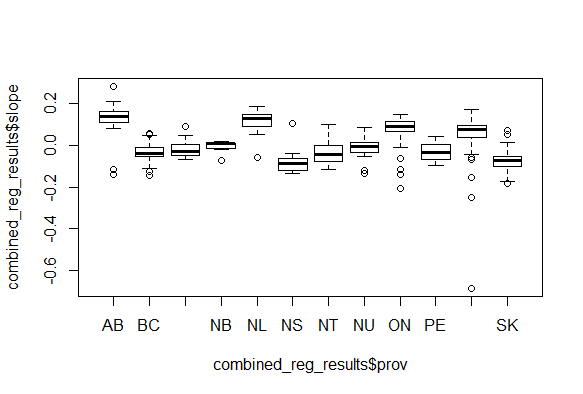 combined_reg_results$slope
0.2
0.0
-0.2
-0.4
-0.6
AB BC NB NL NS NT NU ON PE SK
combined_reg_results$prov